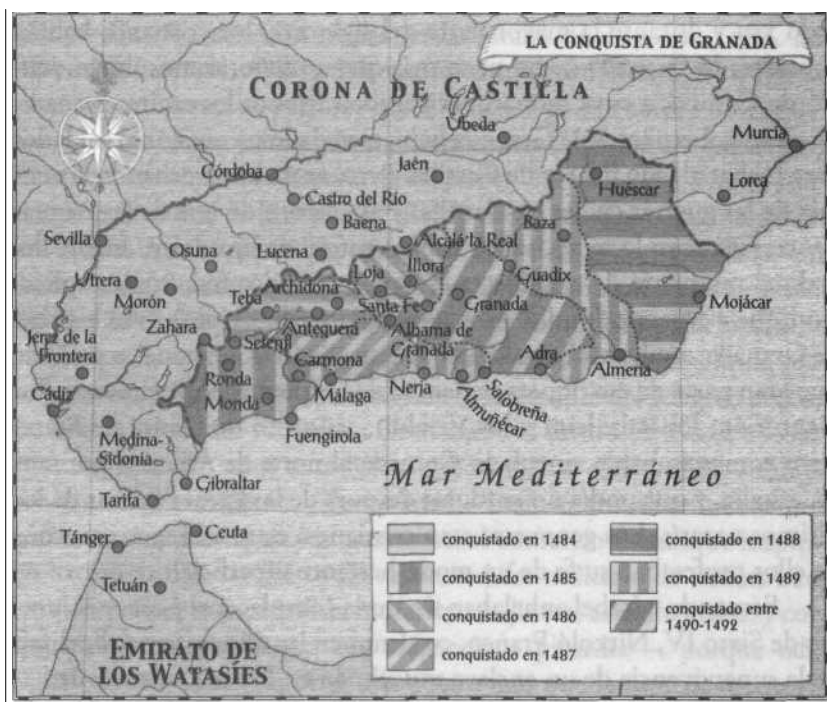 LA CONQUISTA DE GRANADA
CORONA DE CASTILLA
Úbeda
Murcia
Jaén
Córdoba
Huéscar
Lorca
Castro del Río
Baena
Baza
Sevilla
Osuna
Lucena
Alcalá la Real
Utrera
Morón
Loja
Íllora
Guadix
Archidona
Teba
Santa Fe
Granada
Mojácar
Zahara
Antequera
Alhama de
Granada
Setenil
Jerez de la
Frontera
Carmona
Adra
Almería
Ronda
Cádiz
Monda
Málaga
Nerja
Salobreña
Almuñécar
Medina-
Sidonia
Fuengirola
Mar Mediterráneo
Gibraltar
Tarifa
Tánger
Ceuta
Tetuán
EMIRATO DE
LOS WATASÍES
conquistado en 1484
conquistado en 1485
conquistado en 1486
conquistado en 1487
conquistado en 1488
conquistado en 1489
conquistado entre
1490-1492